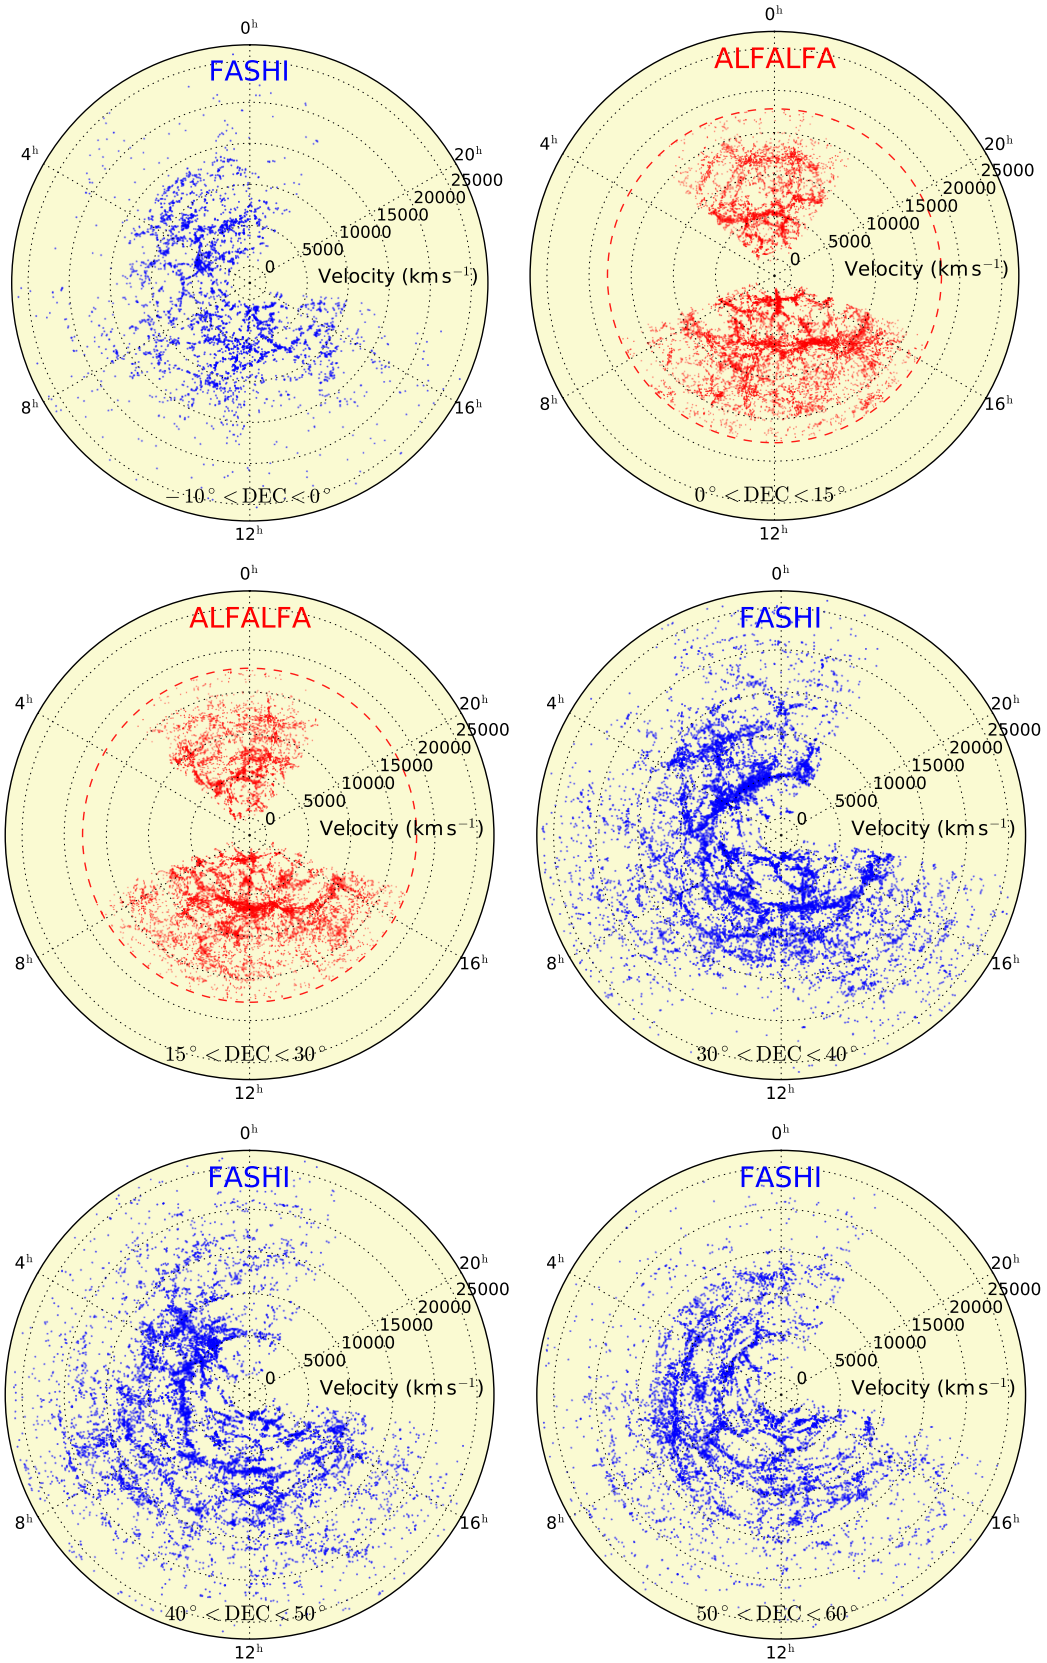 0ʰ
FASHI
4ʰ
20ʰ
25000
20000
15000
10000
5000
0
Velocity (km s⁻¹)
8ʰ
16ʰ
−10° < DEC < 0°
12ʰ
0ʰ
ALFALFA
4ʰ
20ʰ
25000
20000
15000
10000
5000
0
Velocity (km s⁻¹)
8ʰ
16ʰ
0° < DEC < 15°
12ʰ
0ʰ
ALFALFA
4ʰ
20ʰ
25000
20000
15000
10000
5000
0
Velocity (km s⁻¹)
8ʰ
16ʰ
15° < DEC < 30°
12ʰ
0ʰ
FASHI
4ʰ
20ʰ
25000
20000
15000
10000
5000
0
Velocity (km s⁻¹)
8ʰ
16ʰ
30° < DEC < 40°
12ʰ
0ʰ
FASHI
4ʰ
20ʰ
25000
20000
15000
10000
5000
0
Velocity (km s⁻¹)
8ʰ
16ʰ
40° < DEC < 50°
12ʰ
0ʰ
FASHI
4ʰ
20ʰ
25000
20000
15000
10000
5000
0
Velocity (km s⁻¹)
8ʰ
16ʰ
50° < DEC < 60°
12ʰ